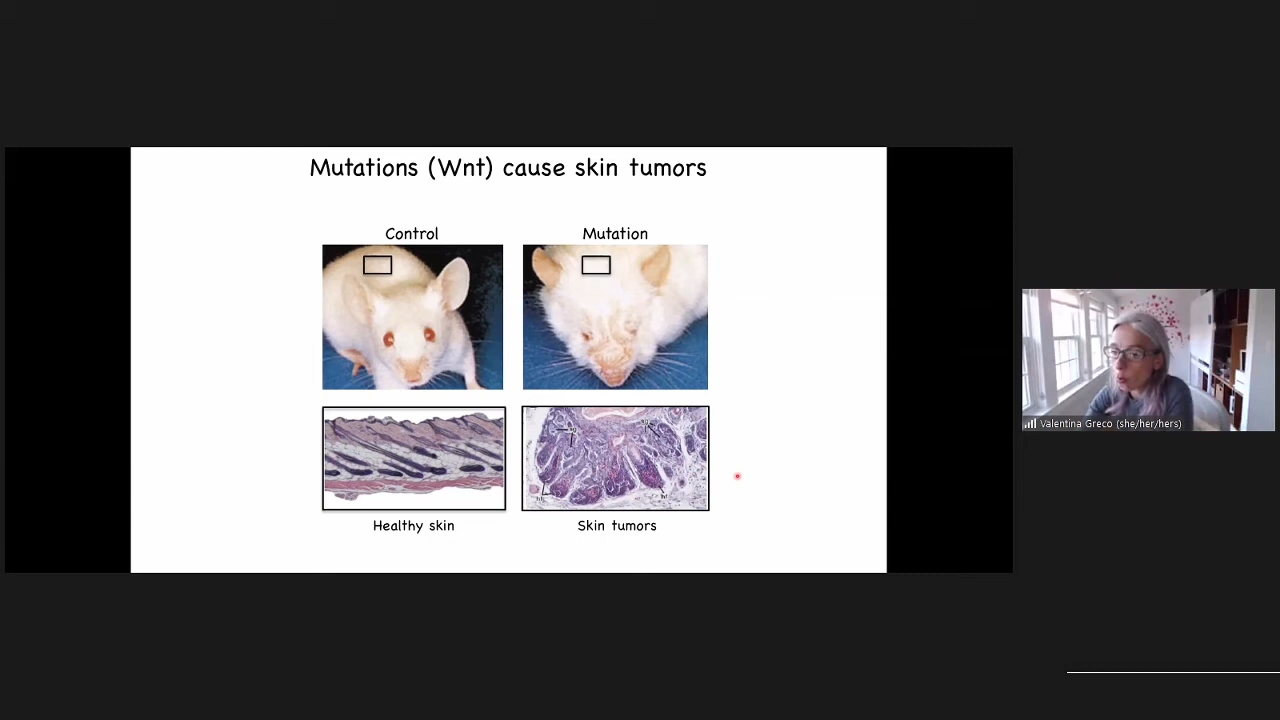 Mutations (Wnt) cause skin tumors
Control
Mutation
Healthy skin
Skin tumors
Valentina Greco (she/her/hers)